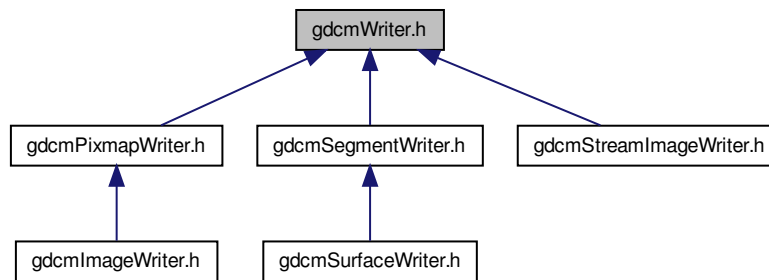 gdcmWriter.h
gdcmPixmapWriter.h
gdcmSegmentWriter.h
gdcmStreamImageWriter.h
gdcmImageWriter.h
gdcmSurfaceWriter.h